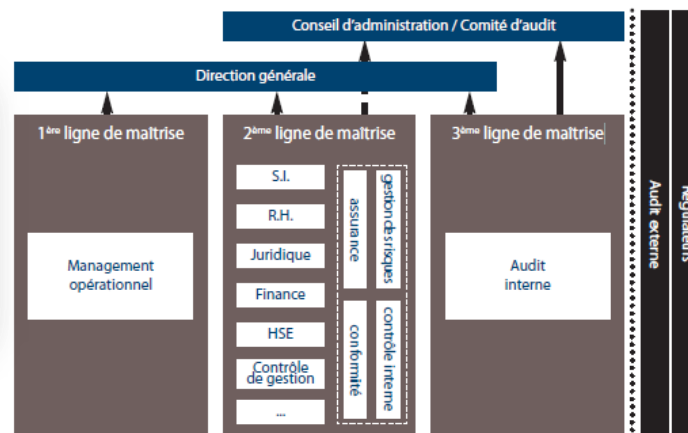 Conseil d'administration / Comité d'audit
Direction générale
1ère ligne de maîtrise
2ème ligne de maîtrise
3ème ligne de maîtrise
Management
opérationnel
S.I.
R.H.
Juridique
Finance
HSE
Contrôle
de gestion
...
assurance
gestion des risques
conformité
contrôle interne
Audit
interne
Audit externe
Régulateurs